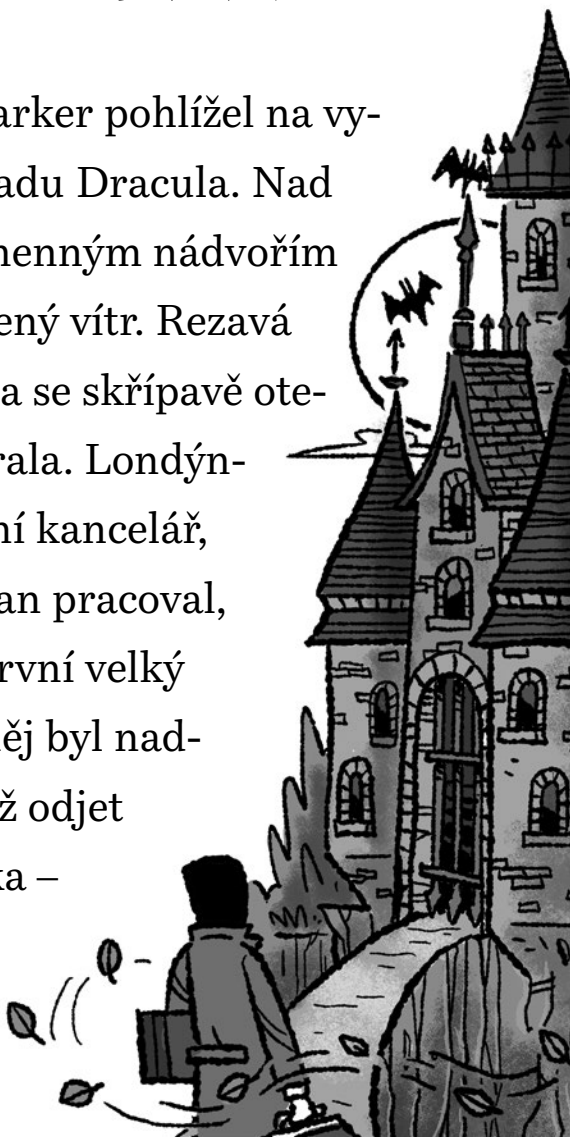 arker pohlížel na vy-
adu Dracula. Nad
menným nádvořím
ený vítr. Rezavá
a se skřípavě ote-
rala. Londýn-
ní kancelář,
an pracoval,
rvní velký
ěj byl nad-
ž odjet
ka –